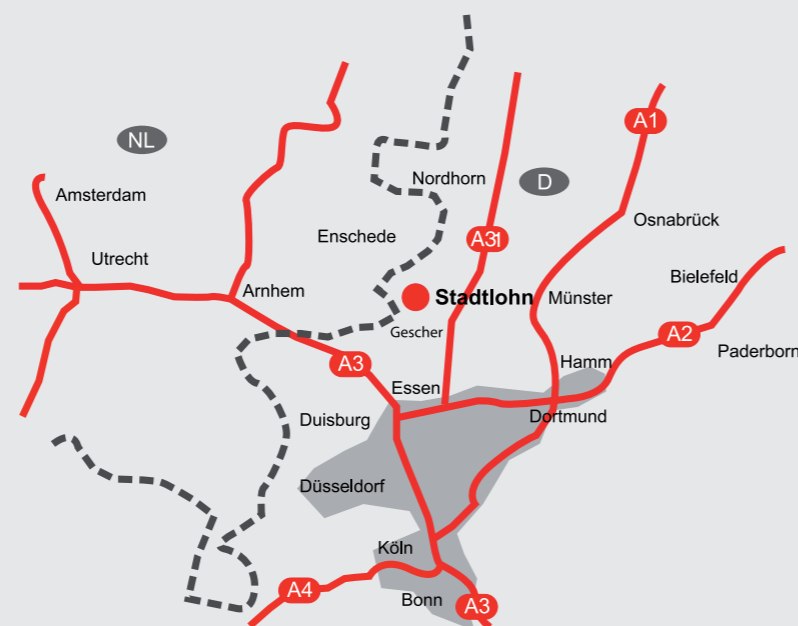 A1
NL
Nordhorn
D
Amsterdam
Osnabrück
Enschede
A31
Utrecht
Bielefeld
Arnhem
Stadtlohn
Münster
Gescher
A2
Paderborn
A3
Hamm
Essen
Duisburg
Dortmund
Düsseldorf
Köln
A4
Bonn
A3